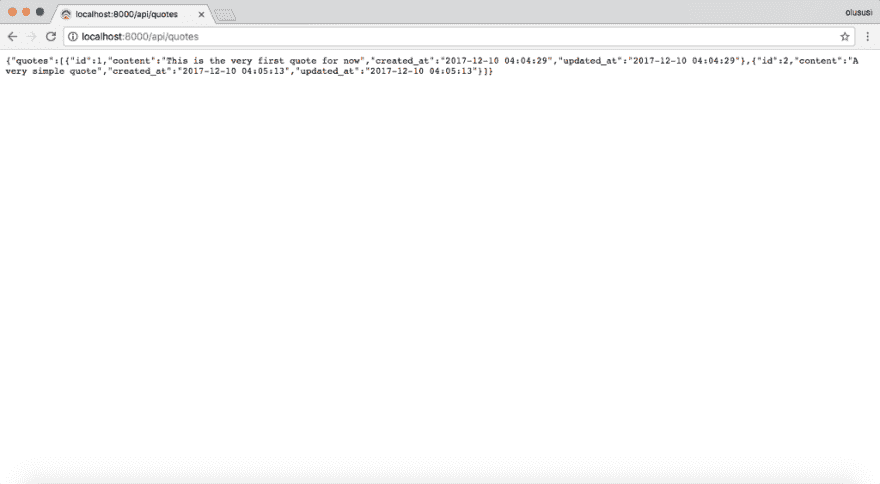 localhost:8000/api/quotes
olususi
localhost:8000/api/quotes
{"quotes":[{"id":1,"content":"This is the very first quote for now","created_at":"2017-12-10 04:04:29","updated_at":"2017-12-10 04:04:29"},{"id":2,"content":"A
very simple quote","created_at":"2017-12-10 04:05:13","updated_at":"2017-12-10 04:05:13"}]}